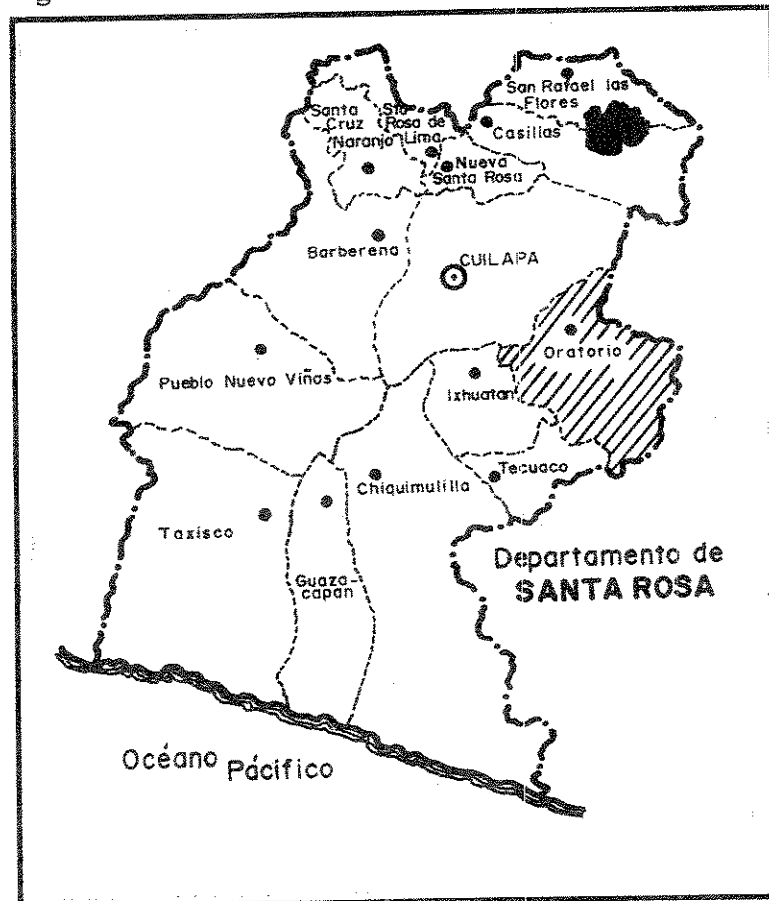 San Rafael las
Flores
Santa
Cruz
Naranjo
Sta
Rosa de
Lima
Casillas
Nueva
Santa Rosa
Barberena
CUILAPA
Oratorio
Pueblo Nuevo Viñas
Ixhuatan
Tecuaco
Chiquimulilla
Taxisco
Guaza-
capan
Departamento de
SANTA ROSA
Océano Pácífico